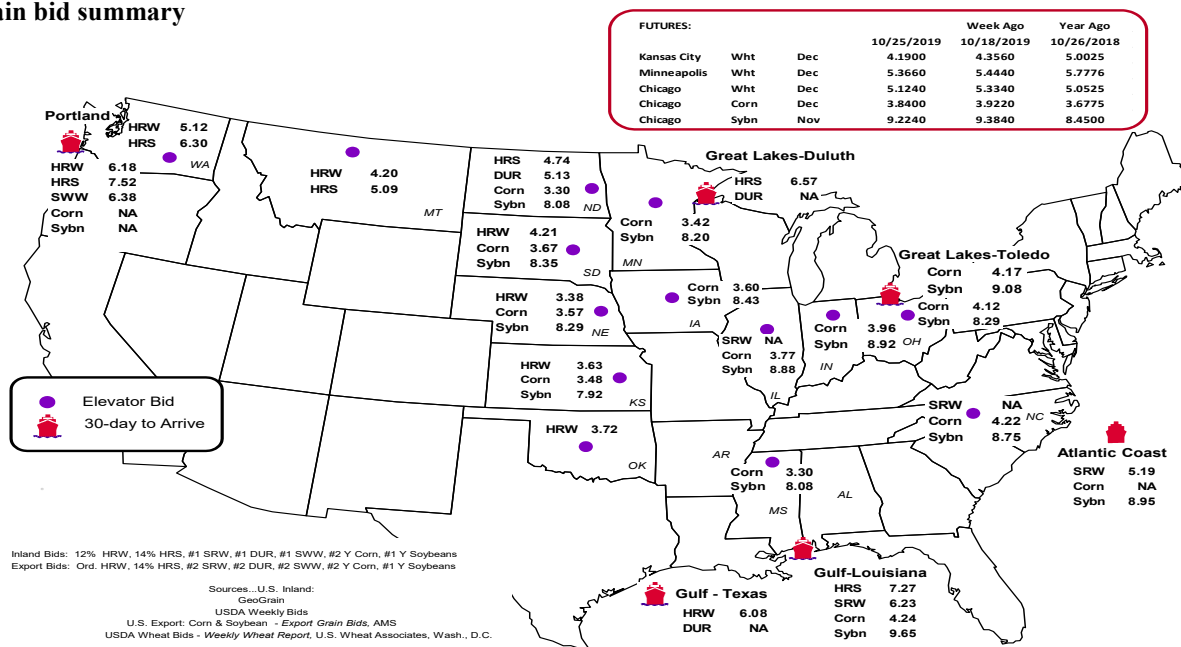 ain bid summary
FUTURES: Week Ago Year Ago
10/25/2019 10/18/2019 10/26/2018
Kansas City Wht Dec 4.1900 4.3560 5.0025
Minneapolis Wht Dec 5.3660 5.4440 5.7776
Chicago Wht Dec 5.1240 5.3340 5.0525
Chicago Corn Dec 3.8400 3.9220 3.6775
Chicago Sybn Nov 9.2240 9.3840 8.4500
Portland
HRW 6.18
HRS 7.52
SWW 6.38
Corn NA
Sybn NA
HRW 5.12
HRS 6.30
WA
HRW 4.20
HRS 5.09
MT
HRS 4.74
DUR 5.13
Corn 3.30
Sybn 8.08
ND
HRW 4.21
Corn 3.67
Sybn 8.35
SD
HRW 3.38
Corn 3.57
Sybn 8.29
NE
HRW 3.63
Corn 3.48
Sybn 7.92
KS
HRW 3.72
OK
Great Lakes-Duluth
HRS 6.57
DUR NA
Corn 3.42
Sybn 8.20
MN
Corn 3.60
Sybn 8.43
IA
SRW NA
Corn 3.77
Sybn 8.88
IL
Corn 3.96
Sybn 8.92
IN
Great Lakes-Toledo
Corn 4.17
Sybn 9.08
Corn 4.12
Sybn 8.29
OH
SRW NA
Corn 4.22
Sybn 8.75
NC
Atlantic Coast
SRW 5.19
Corn NA
Sybn 8.95
AR
Corn 3.30
Sybn 8.08
MS
AL
Gulf-Louisiana
HRS 7.27
SRW 6.23
Corn 4.24
Sybn 9.65
Gulf - Texas
HRW 6.08
DUR NA
Elevator Bid
30-day to Arrive
Inland Bids: 12% HRW, 14% HRS, #1 SRW, #1 DUR, #1 SWW, #2 Y Corn, #1 Y Soybeans
Export Bids: Ord. HRW, 14% HRS, #2 SRW, #2 DUR, #2 SWW, #2 Y Corn, #1 Y Soybeans
Sources...U.S. Inland:
GeoGrain
USDA Weekly Bids
U.S. Export: Corn & Soybean - Export Grain Bids, AMS
USDA Wheat Bids - Weekly Wheat Report, U.S. Wheat Associates, Wash., D.C.